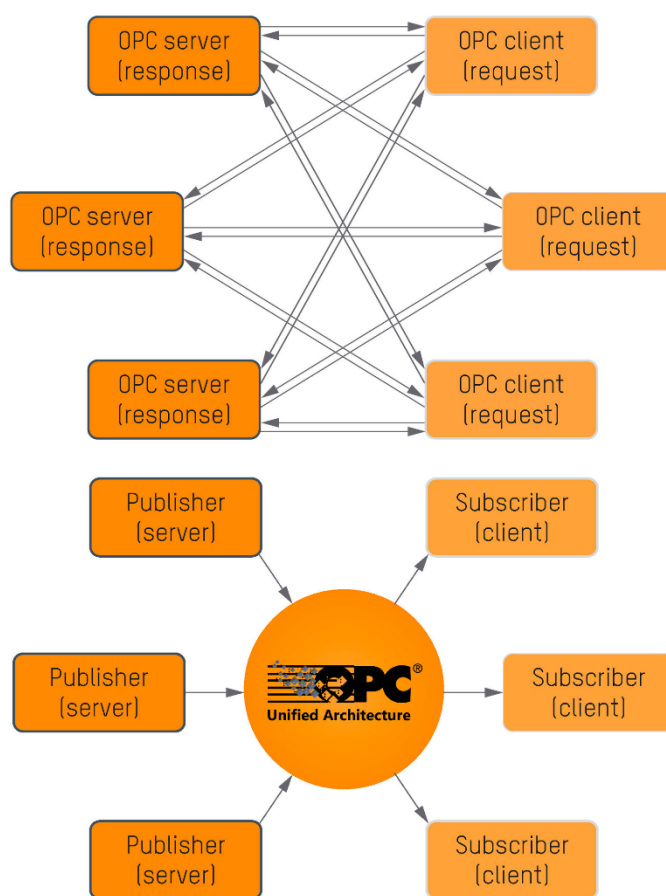 OPC server
(response)
OPC client
(request)
OPC server
(response)
OPC client
(request)
OPC server
(response)
OPC client
(request)
Publisher
(server)
Subscriber
(client)
Publisher
(server)
OPC®
Unified Architecture
Subscriber
(client)
Publisher
(server)
Subscriber
(client)